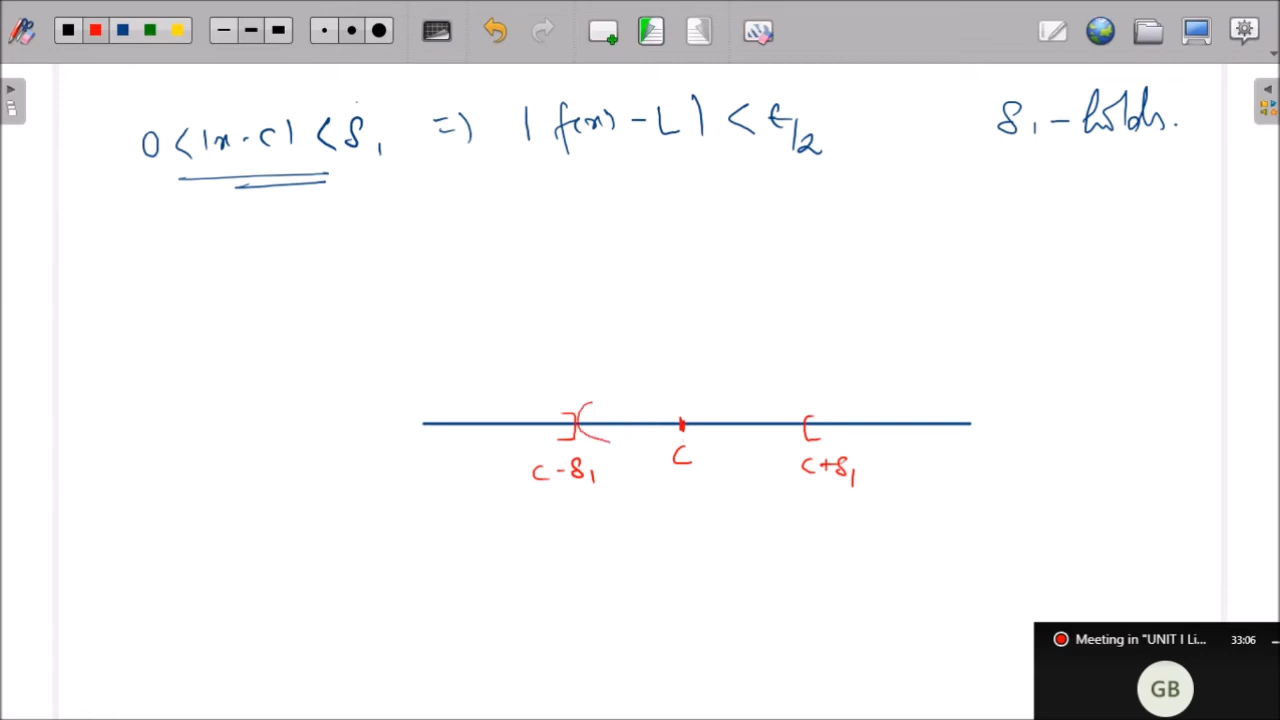 0 < |x - c| < δ₁ ⇒ |f(x) - L| < ε/2 δ₁ - holds.
c - δ₁ c c + δ₁
Meeting in "UNIT I Li... 33:06
GB